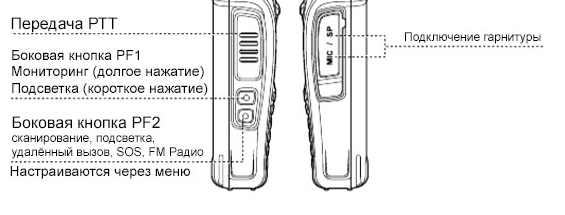 Передача PTT
Боковая кнопка PF1
Мониторинг (долгое нажатие)
Подсветка (короткое нажатие)
Боковая кнопка PF2
сканирование, подсветка,
удалённый вызов, SOS, FM Радио
Настраиваются через меню
MIC / SP
Подключение гарнитуры